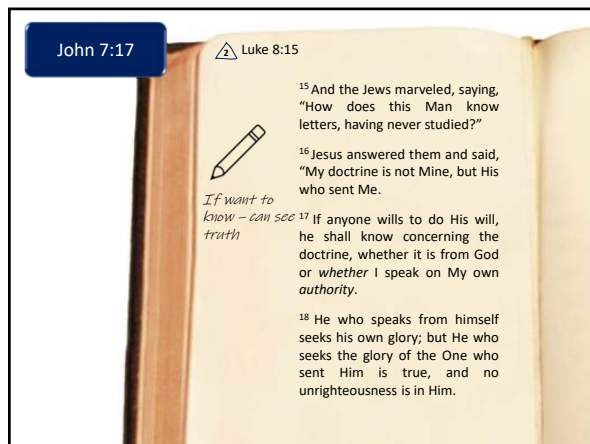 John 7:17
2 Luke 8:15
15 And the Jews marveled, saying,
“How does this Man know
letters, having never studied?”
16 Jesus answered them and said,
“My doctrine is not Mine, but His
who sent Me.
If want to
know – can see
truth
17 If anyone wills to do His will,
he shall know concerning the
doctrine, whether it is from God
or whether I speak on My own
authority.
18 He who speaks from himself
seeks his own glory; but He who
seeks the glory of the One who
sent Him is true, and no
unrighteousness is in Him.